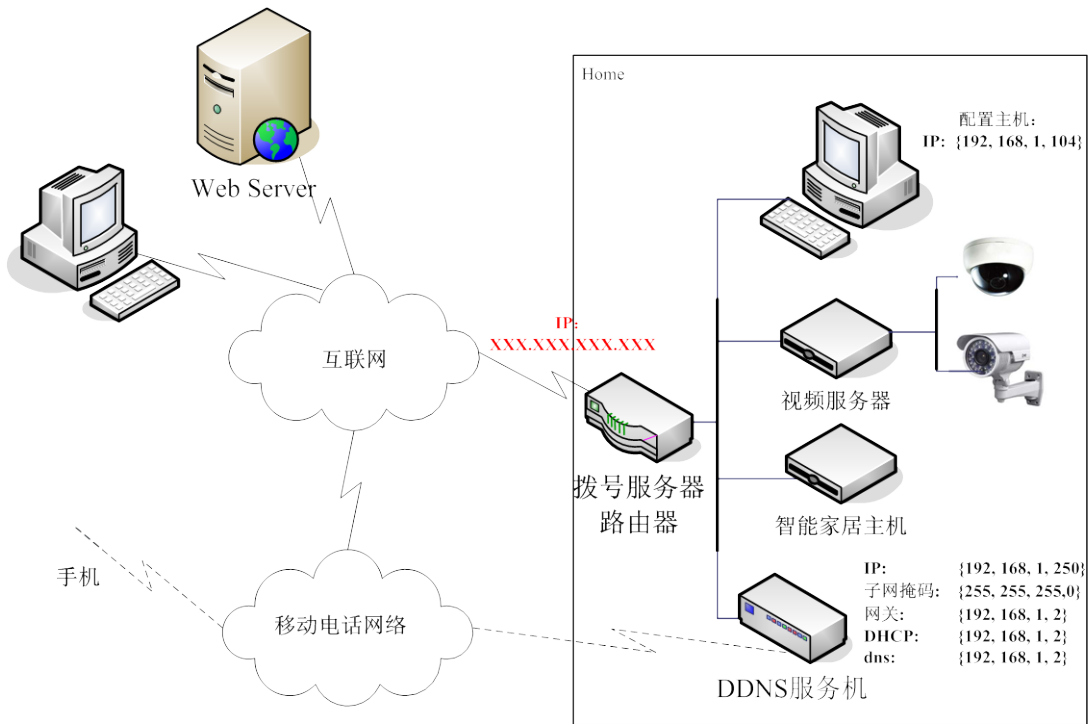 Home
配置主机:
IP: {192, 168, 1, 104}
Web Server
IP:
XXX.XXX.XXX.XXX
互联网
视频服务器
拨号服务器
路由器
智能家居主机
手机
移动电话网络
IP: {192, 168, 1, 250}
子网掩码: {255, 255, 255,0}
网关: {192, 168, 1, 2}
DHCP: {192, 168, 1, 2}
dns: {192, 168, 1, 2}
DDNS服务机